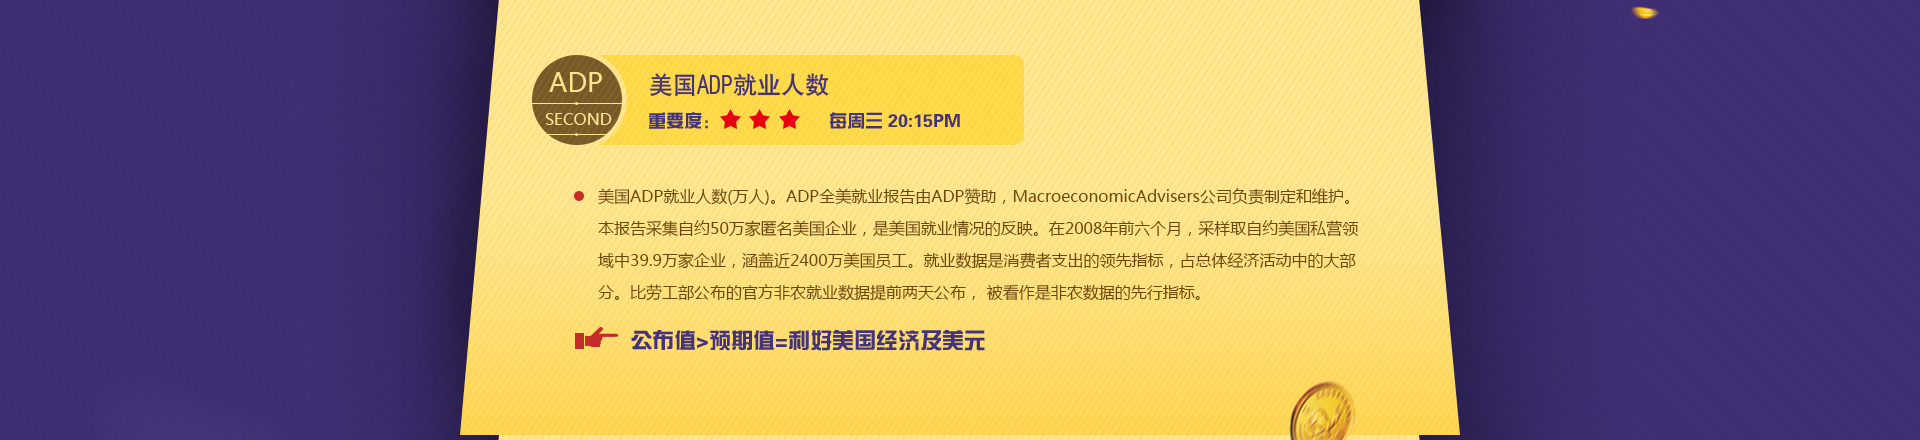 ADP
SECOND
美国ADP就业人数
重要度： 每周三 20:15PM
美国ADP就业人数(万人)。ADP全美就业报告由ADP赞助，MacroeconomicAdvisers公司负责制定和维护。
本报告采集自约50万家匿名美国企业，是美国就业情况的反映。在2008年前六个月，采样取自约美国私营领
域中39.9万家企业，涵盖近2400万美国员工。就业数据是消费者支出的领先指标，占总体经济活动中的大部
分。比劳工部公布的官方非农就业数据提前两天公布， 被看作是非农数据的先行指标。
公布值>预期值=利好美国经济及美元